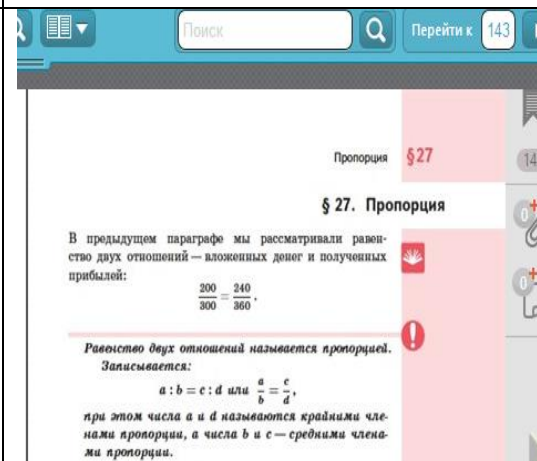 Поиск
Перейти к 143
Пропорция §27
14
0+
0+
§ 27. Пропорция
В предыдущем параграфе мы рассматривали равен-
ство двух отношений — вложенных денег и полученных
прибылей:
200/300 = 240/360.
Равенство двух отношений называется пропорцией.
Записывается:
a : b = c : d или a/b = c/d,
при этом числа a и d называются крайними чле-
нами пропорции, а числа b и c — средними члена-
ми пропорции.